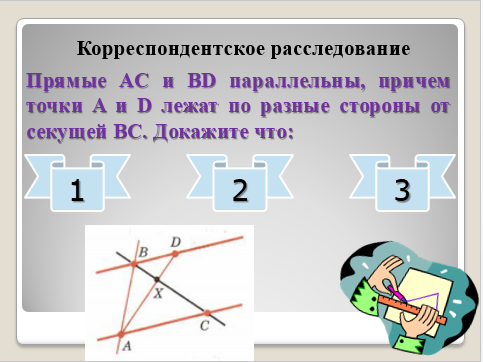 Корреспондентское расследование
Прямые AC и BD параллельны, причем
точки A и D лежат по разные стороны от
секущей BC. Докажите что:
1 2 3
B D
X
C
A